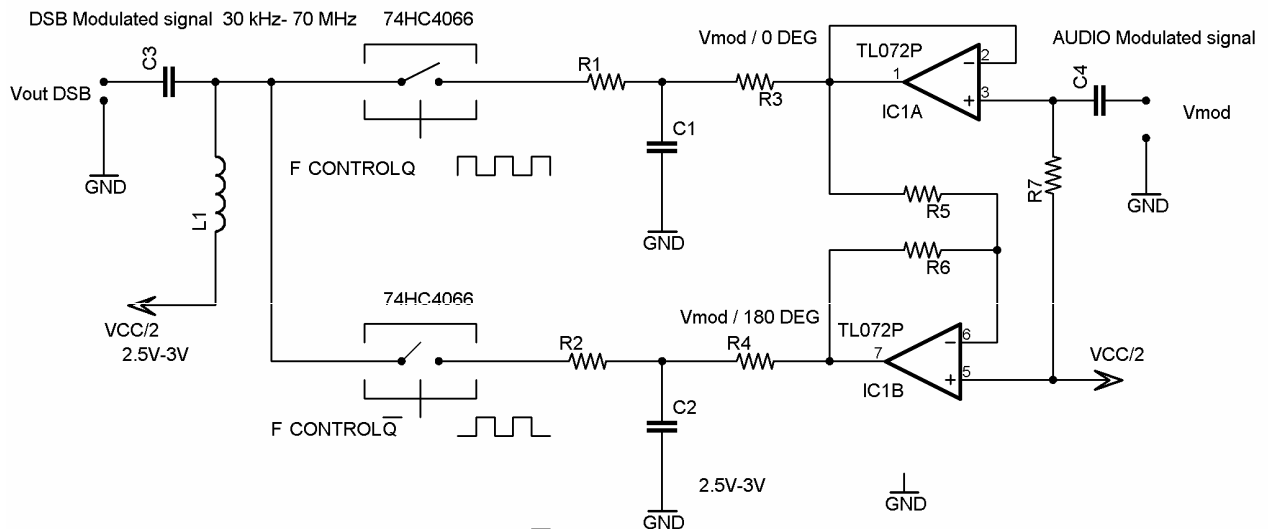 DSB Modulated signal 30 kHz- 70 MHz
74HC4066
Vmod / 0 DEG
TL072P
AUDIO Modulated signal
C3
R1
R3
1
2
3
C4
Vout DSB
IC1A
Vmod
C1
F CONTROLQ
GND
R7
R5
GND
L1
GND
R6
74HC4066
VCC/2
2.5V-3V
Vmod / 180 DEG
TL072P
R2
R4
7
6
5
VCC/2
IC1B
C2
F CONTROLQ̅
2.5V-3V
GND
GND